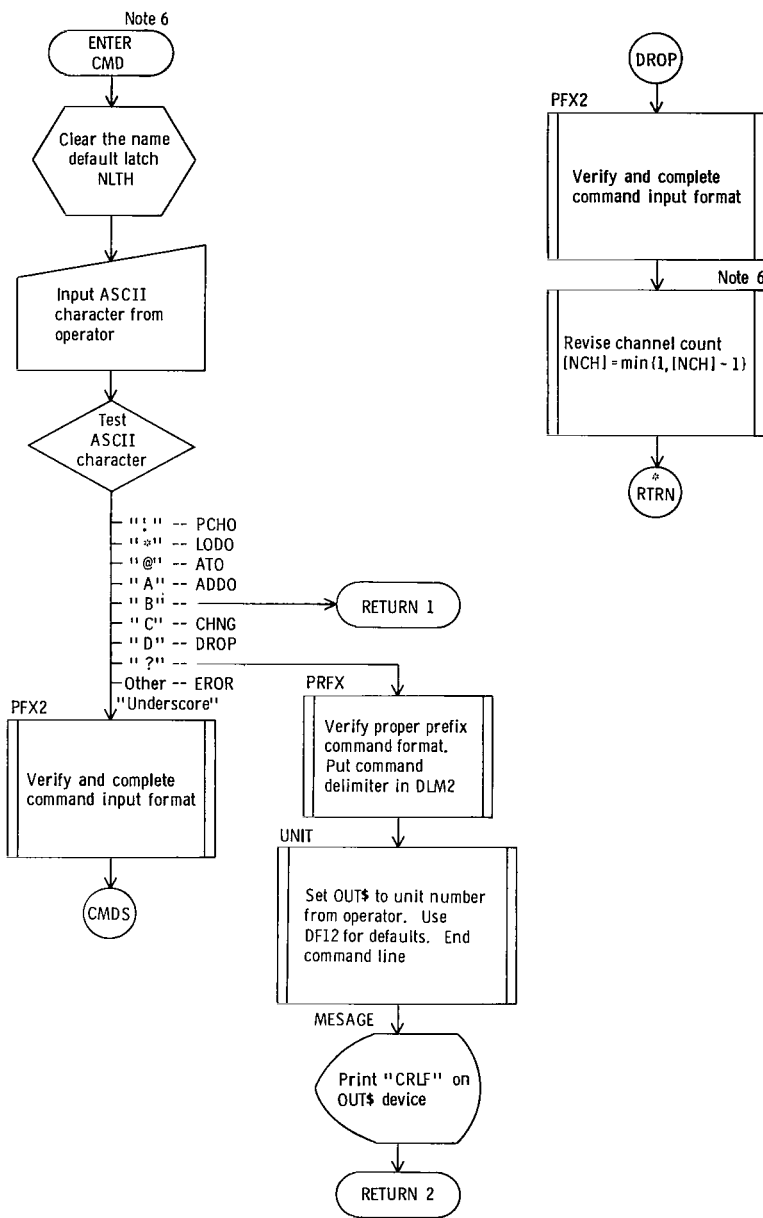 Note 6
ENTER
CMD
Clear the name
default latch
NLTH
Input ASCII
character from
operator
Test
ASCII
character
"!" -- PCHO
"*" -- LODO
"@" -- ATO
"A" -- ADDO
"B" --
RETURN 1
"C" -- CHNG
"D" -- DROP
"?" --
Other -- EROR
"Underscore"
PFX2
Verify and complete
command input format
CMDS
PRFX
Verify proper prefix
command format.
Put command
delimiter in DLM2
UNIT
Set OUT$ to unit number
from operator. Use
DFI2 for defaults. End
command line
MESAGE
Print "CRLF" on
OUT$ device
RETURN 2
DROP
PFX2
Verify and complete
command input format
Note 6
Revise channel count
[NCH] = min{1, [NCH] - 1}
*
RTRN